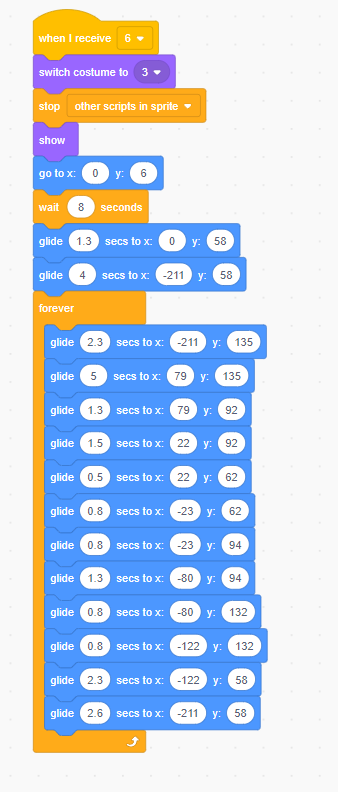 when I receive 6
switch costume to 3
stop other scripts in sprite
show
go to x: 0 y: 6
wait 8 seconds
glide 1.3 secs to x: 0 y: 58
glide 4 secs to x: -211 y: 58
forever
glide 2.3 secs to x: -211 y: 135
glide 5 secs to x: 79 y: 135
glide 1.3 secs to x: 79 y: 92
glide 1.5 secs to x: 22 y: 92
glide 0.5 secs to x: 22 y: 62
glide 0.8 secs to x: -23 y: 62
glide 0.8 secs to x: -23 y: 94
glide 1.3 secs to x: -80 y: 94
glide 0.8 secs to x: -80 y: 132
glide 0.8 secs to x: -122 y: 132
glide 2.3 secs to x: -122 y: 58
glide 2.6 secs to x: -211 y: 58